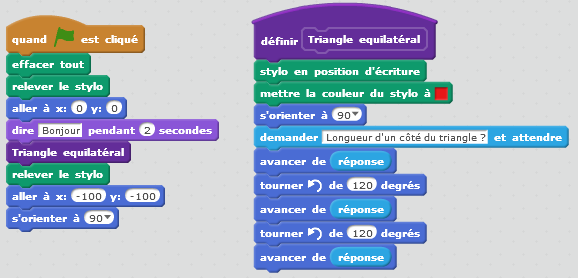 quand est cliqué
effacer tout
relever le stylo
aller à x: 0 y: 0
dire Bonjour pendant 2 secondes
Triangle equilatéral
relever le stylo
aller à x: -100 y: -100
s'orienter à 90
définir Triangle equilatéral
stylo en position d'écriture
mettre la couleur du stylo à
s'orienter à 90
demander Longueur d'un côté du triangle ? et attendre
avancer de réponse
tourner de 120 degrés
avancer de réponse
tourner de 120 degrés
avancer de réponse